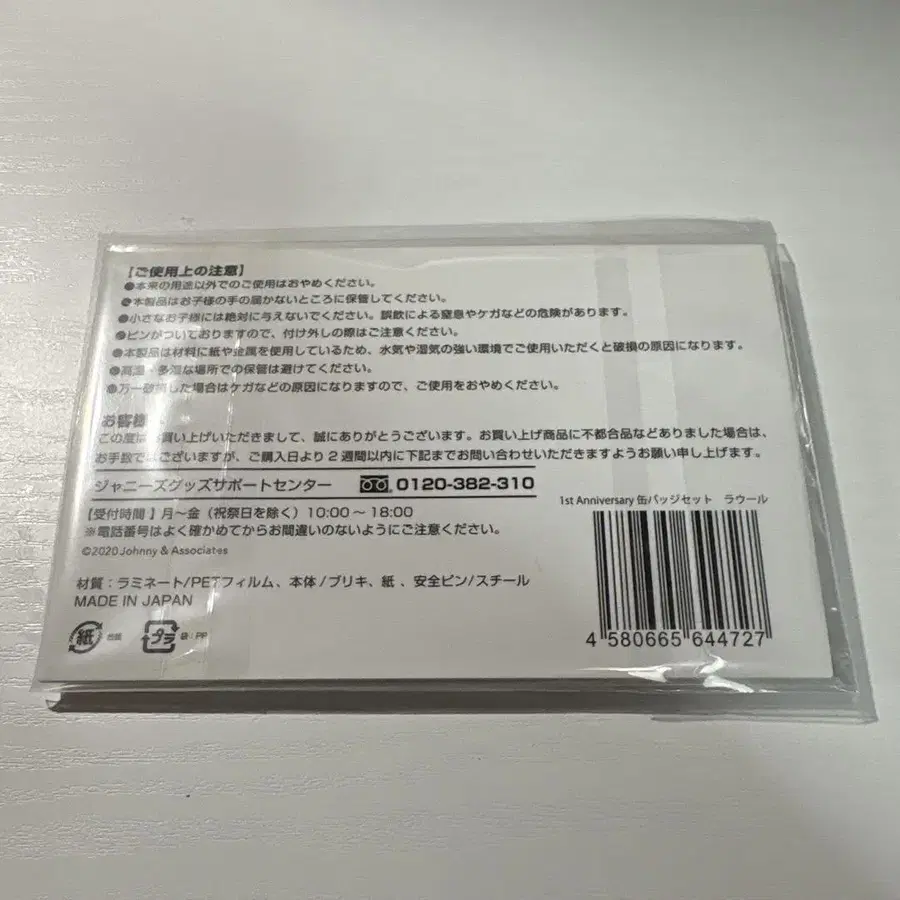 【ご使用上の注意】
●本来の用途以外でのご使用はおやめください。
●本製品はお子様の手の届かないところに保管してください。
●小さなお子様には絶対に与えないでください。誤飲による窒息やケガなどの危険があります。
●ピンがついておりますので、付け外しの際はご注意ください。
●本製品は材料に紙や金属を使用しているため、水気や湿気の強い環境でご使用いただくと破損の原因になります。
●高温・多湿な場所での保管は避けてください。
●万一破損した場合はケガなどの原因になりますので、ご使用をおやめください。
お客様へ
この度はお買い上げいただきまして、誠にありがとうございます。お買い上げ商品に不都合品などありました場合は、
お手数ではございますが、ご購入日より2週間以内に下記までお問い合わせいただきますようお願い申し上げます。
ジャニーズグッズサポートセンター 0120-382-310
【受付時間】月~金(祝祭日を除く)10:00~18:00
※電話番号はよく確かめてからお間違いのないようにご注意ください。
©2020 Johnny & Associates
1st Anniversary 缶バッジセット ラウール
材質:ラミネート/PETフィルム、本体/ブリキ、紙、安全ピン/スチール
MADE IN JAPAN
紙 台紙 プラ 袋:PP
4 580665 644727